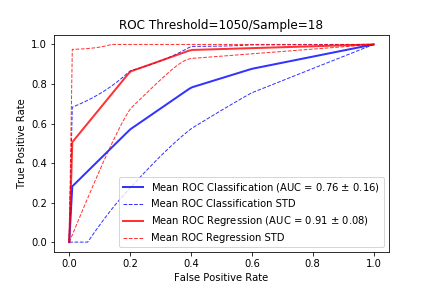 ROC Threshold=1050/Sample=18
True Positive Rate
1.0
0.8
0.6
0.4
0.2
0.0
Mean ROC Classification (AUC = 0.76 ± 0.16)
Mean ROC Classification STD
Mean ROC Regression (AUC = 0.91 ± 0.08)
Mean ROC Regression STD
0.0 0.2 0.4 0.6 0.8 1.0
False Positive Rate